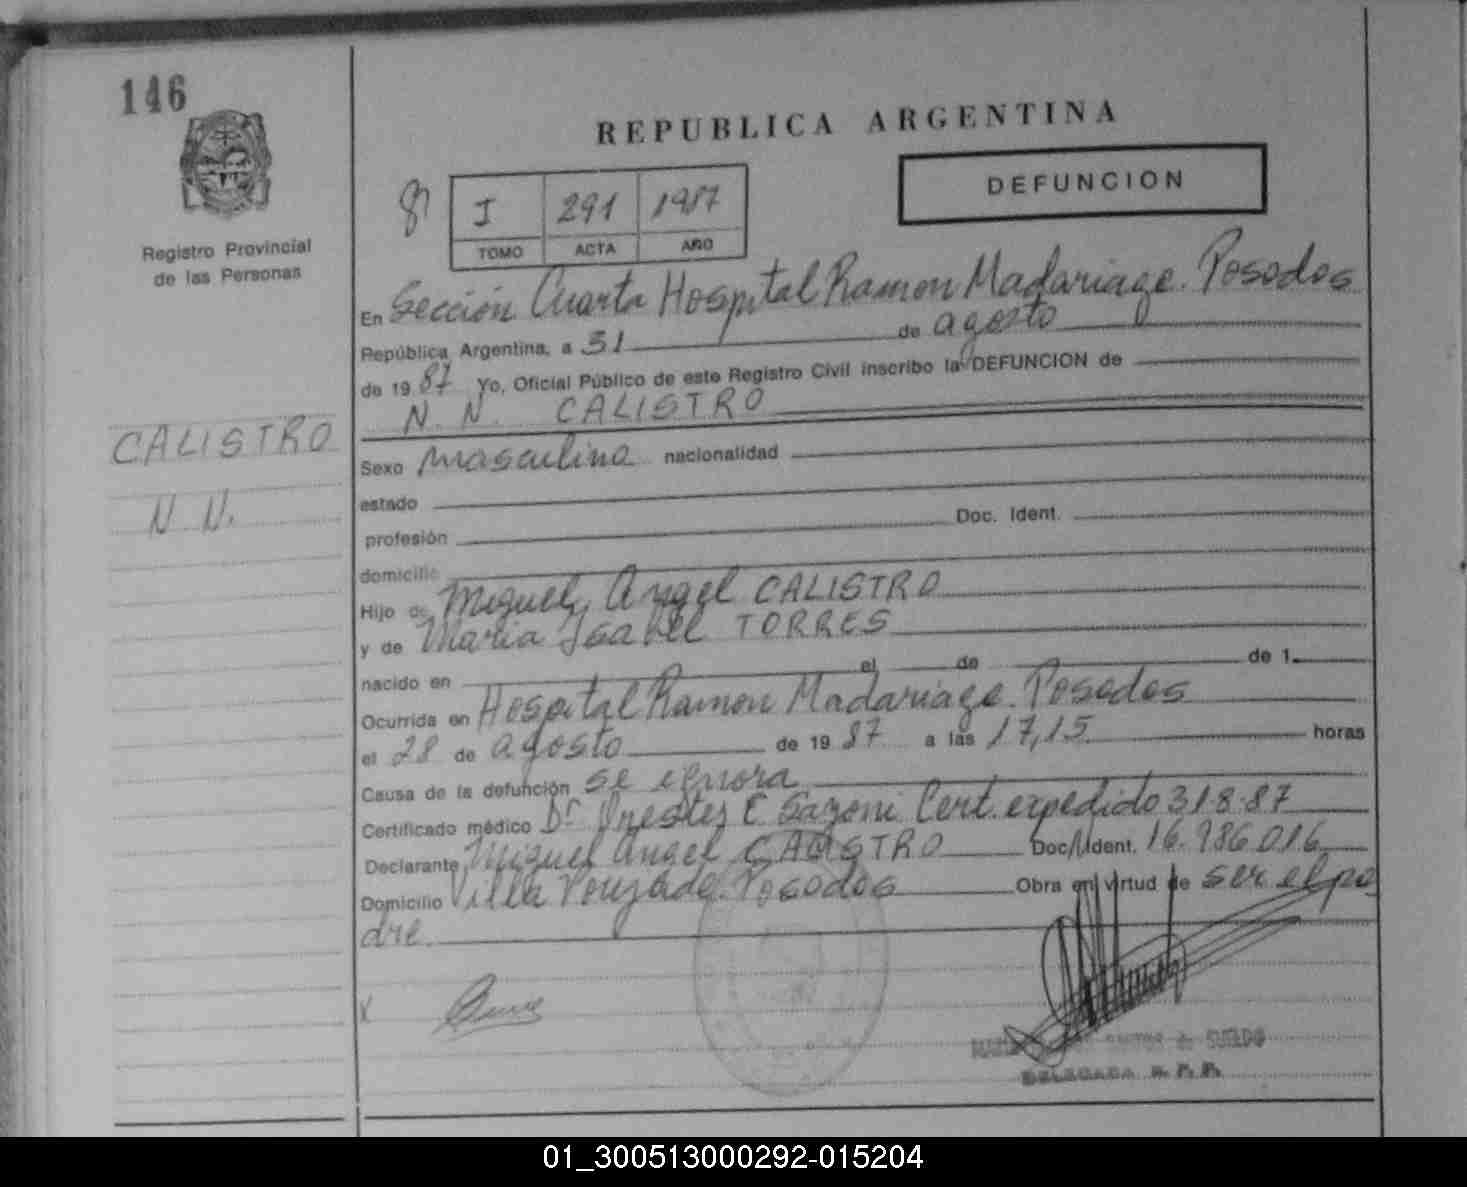 146
REPUBLICA ARGENTINA
DEFUNCION
Registro Provincial
de las Personas
I 291 1987
TOMO ACTA AÑO
En Sección Cuarta Hospital Ramon Madariaga. Posadas
República Argentina, a 31 de agosto
de 19 87 Yo, Oficial Público de este Registro Civil inscribo la DEFUNCION de
N. N. CALISTRO
CALISTRO
N N.
Sexo masculino nacionalidad
estado
profesión Doc. Ident.
domicilio
Hijo de Miguel Angel CALISTRO
y de Maria Isabel TORRES
nacido en el de de 1
Ocurrida en Hospital Ramon Madariaga. Posadas
el 28 de agosto de 19 87 a las 17,15 horas
Causa de la defunción se ignora
Certificado médico Dr. Orestes E Cert. expedido 31-8-87
Declarante Miguel Angel CALISTRO Doc/Ident. 16.986.016
Domicilio Villa Posadas Obra en virtud de ser el pa
dre.
X
SUELDO
DELEGADA R. P. P.
01_300513000292-015204